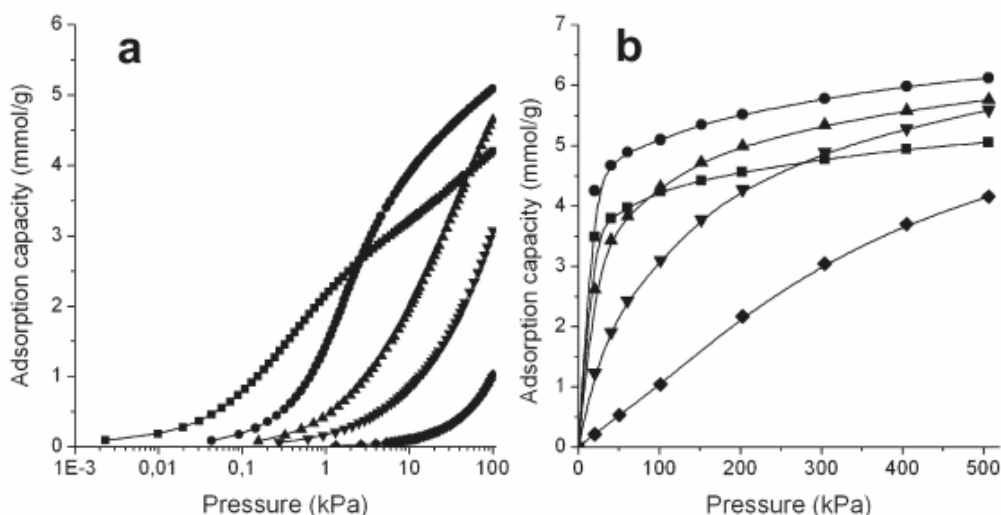 a
Adsorption capacity (mmol/g)
6
5
4
3
2
1
0
1E-3 0,01 0,1 1 10 100
Pressure (kPa)
b
Adsorption capacity (mmol/g)
7
6
5
4
3
2
1
0
0 100 200 300 400 500
Pressure (kPa)